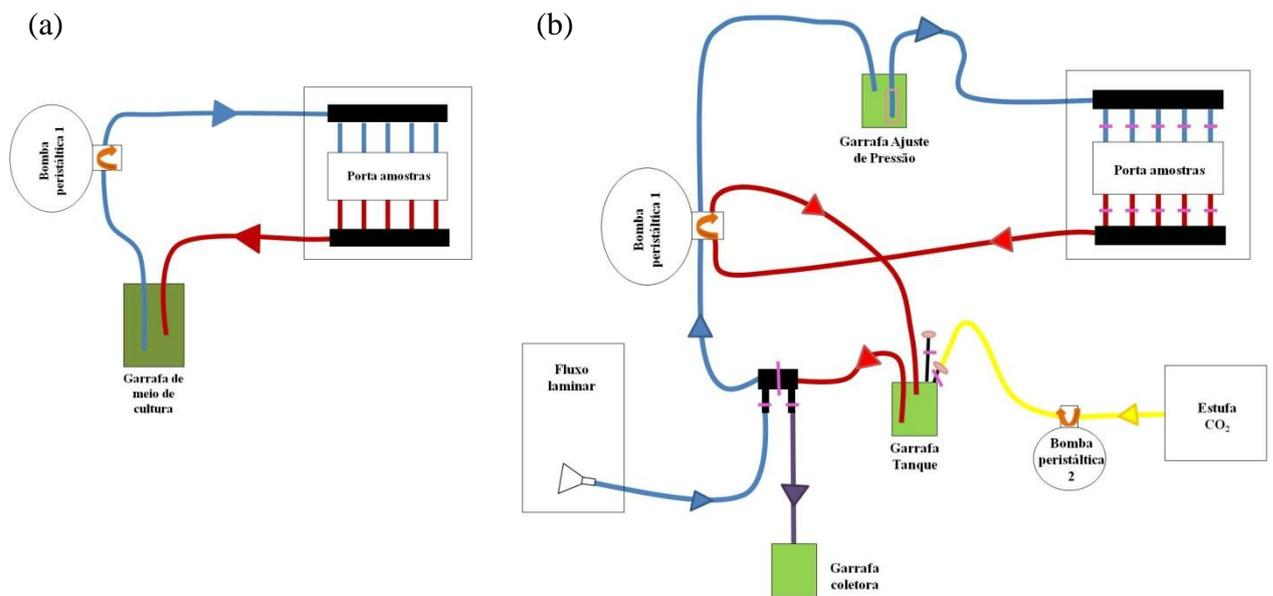 (a)
Bomba
peristáltica 1
Porta amostras
Garrafa de
meio de
cultura
(b)
Garrafa Ajuste
de Pressão
Porta amostras
Bomba
peristáltica 1
Fluxo
laminar
Garrafa
Tanque
Bomba
peristáltica
2
Estufa
CO₂
Garrafa
coletora